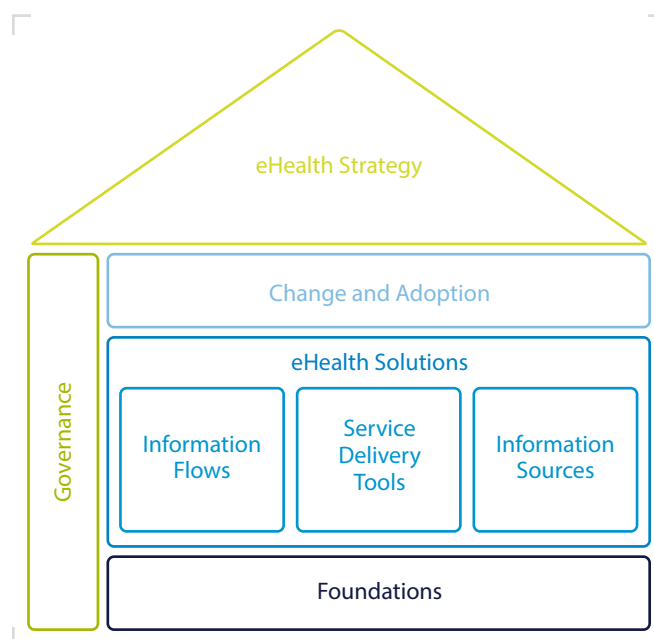 eHealth Strategy
Change and Adoption
Governance
eHealth Solutions
Information
Flows
Service
Delivery
Tools
Information
Sources
Foundations